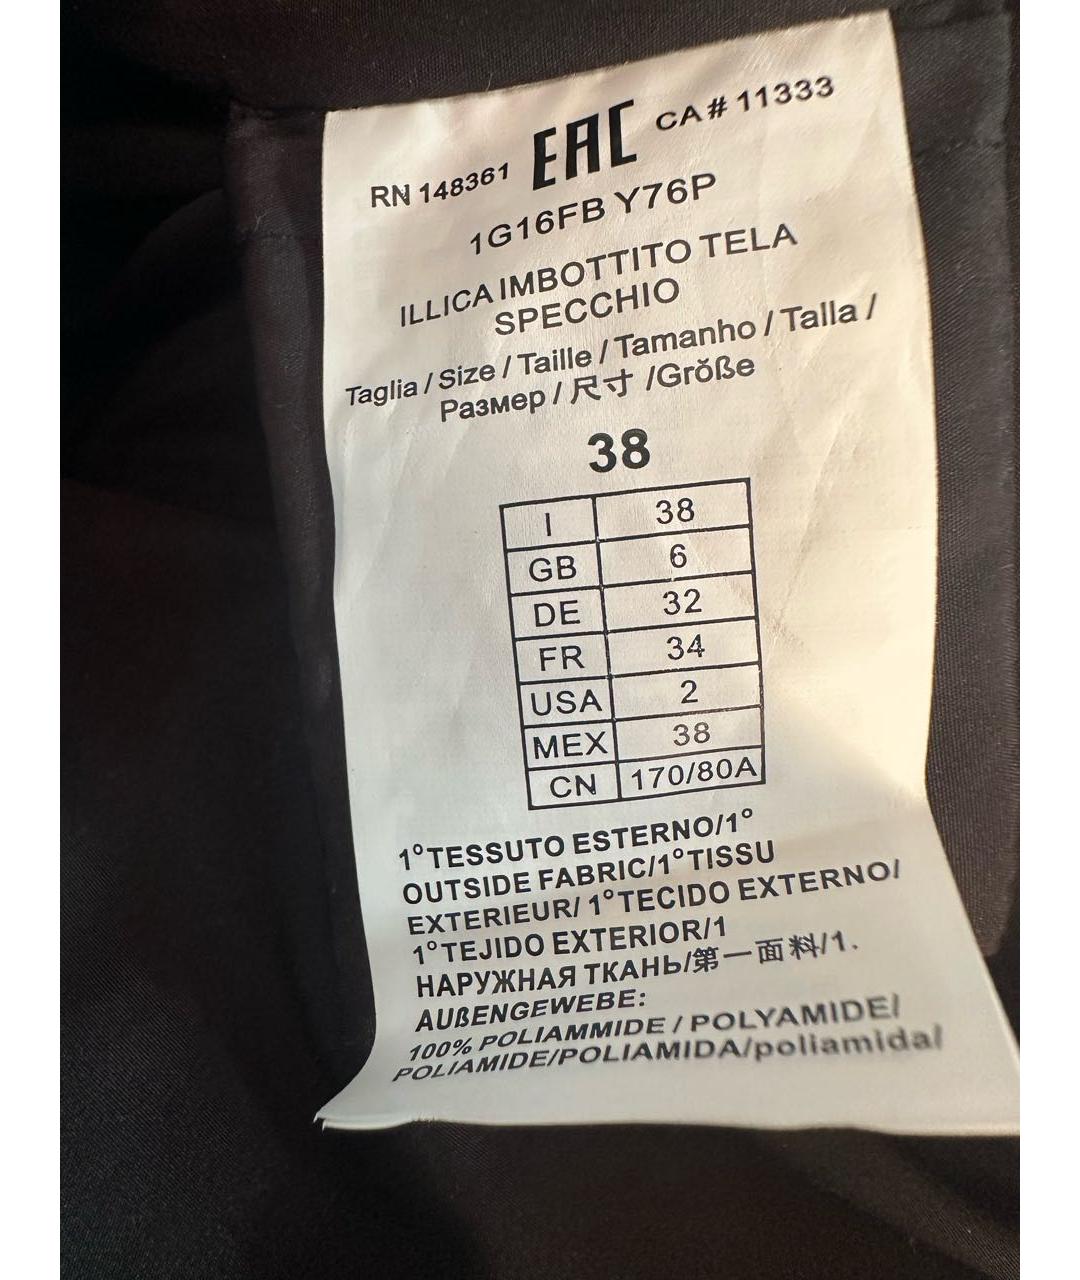 RN 148361 EAC CA# 11333
1G16FB Y76P
ILLICA IMBOTTITO TELA
SPECCHIO
Taglia / Size / Taille / Tamanho / Talla /
Размер / 尺寸 /Grŏße
38
I 38
GB 6
DE 32
FR 34
USA 2
MEX 38
CN 170/80A
1°TESSUTO ESTERNO/1°
OUTSIDE FABRIC/1°TISSU
EXTERIEUR/ 1°TECIDO EXTERNO/
1°TEJIDO EXTERIOR/1
НАРУЖНАЯ ТКАНЬ/第一面料/1.
AUßENGEWEBE:
100% POLIAMMIDE / POLYAMIDE/
POLIAMIDE/POLIAMIDA/poliamida/